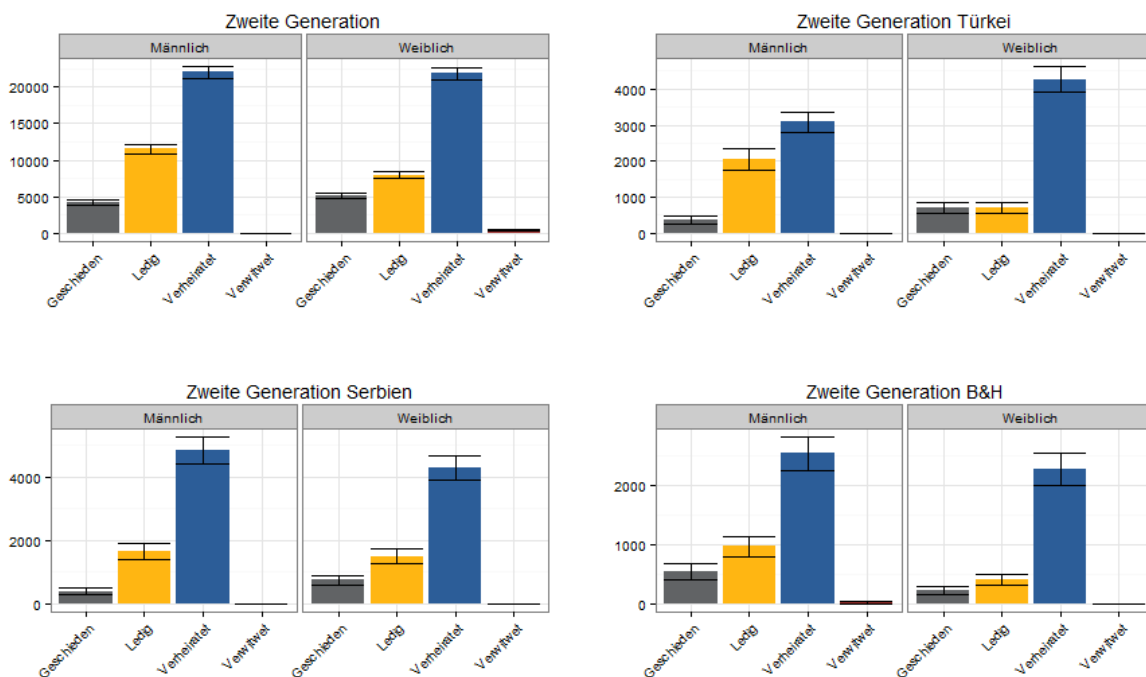 Zweite Generation
Männlich Weiblich
20000
15000
10000
5000
0
Geschieden Ledig Verheiratet Verwitwet Geschieden Ledig Verheiratet Verwitwet
Zweite Generation Türkei
Männlich Weiblich
4000
3000
2000
1000
0
Geschieden Ledig Verheiratet Verwitwet Geschieden Ledig Verheiratet Verwitwet
Zweite Generation Serbien
Männlich Weiblich
4000
2000
0
Geschieden Ledig Verheiratet Verwitwet Geschieden Ledig Verheiratet Verwitwet
Zweite Generation B&H
Männlich Weiblich
2000
1000
0
Geschieden Ledig Verheiratet Verwitwet Geschieden Ledig Verheiratet Verwitwet